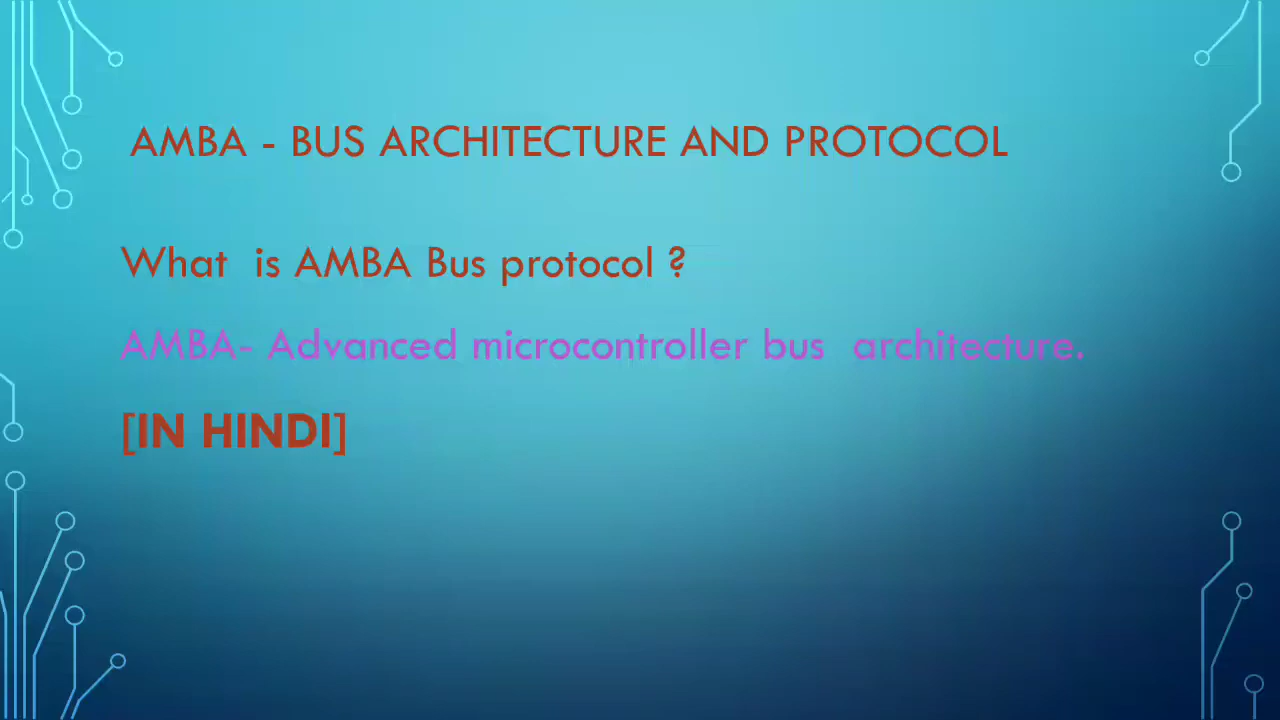 AMBA - BUS ARCHITECTURE AND PROTOCOL
What is AMBA Bus protocol ?
AMBA- Advanced microcontroller bus architecture.
[IN HINDI]